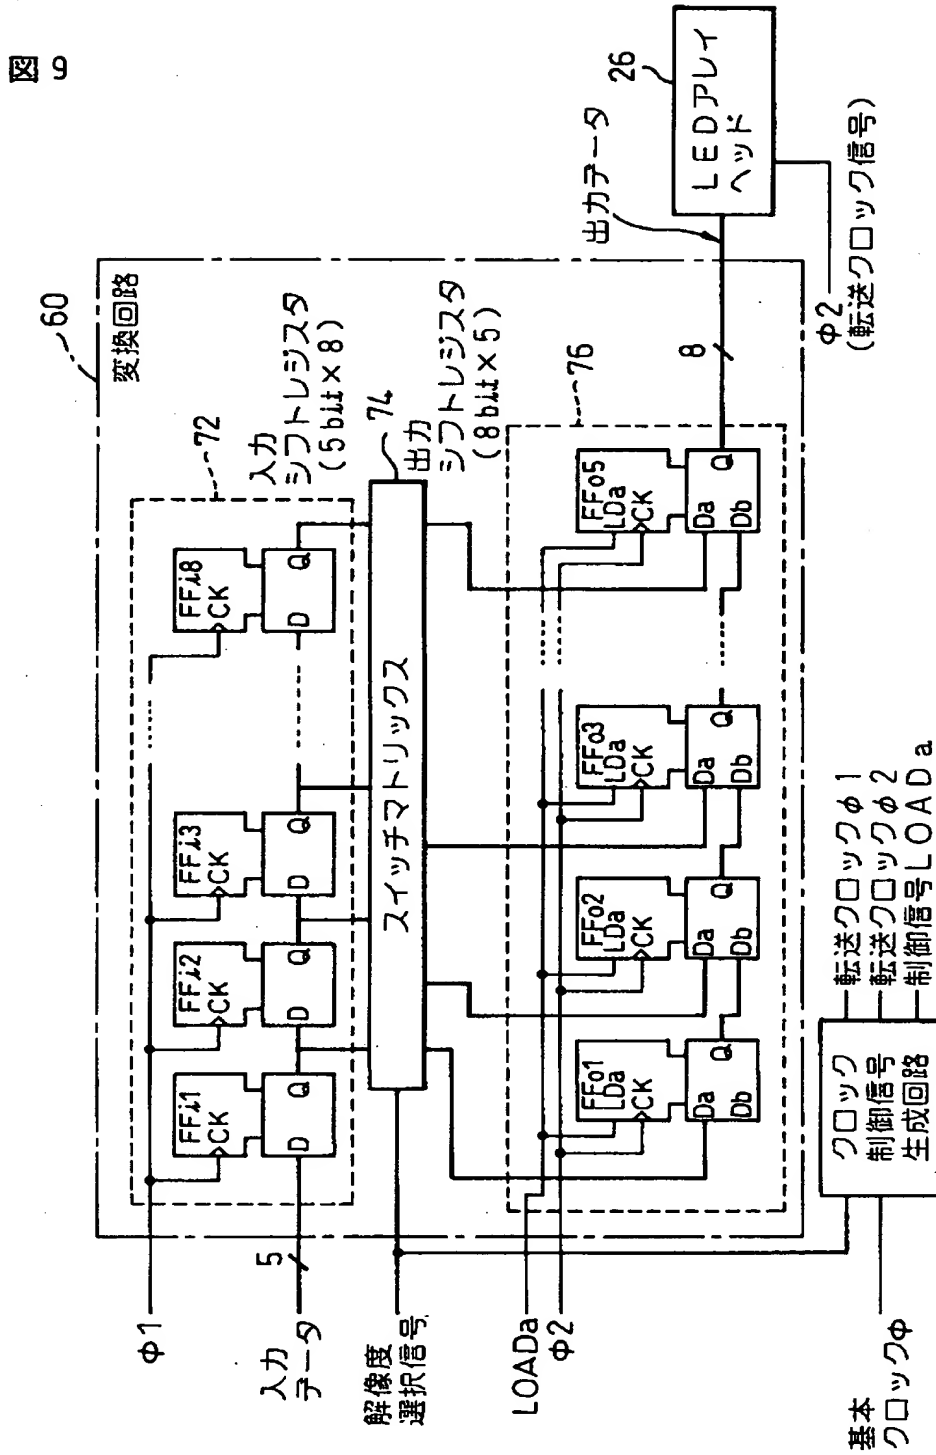 図 9
60
変換回路
72
入力
シフトレジスタ
(5bit×8)
FFi1
CK
D
Q
FFi2
CK
D
Q
FFi3
CK
D
Q
FFi8
CK
D
Q
φ1
入力
データ
5
解像度
選択信号
スイッチマトリックス
74
出力
シフトレジスタ
(8bit×5)
76
LOADa
φ2
FFo1
LDa
CK
Da
Db
Q
FFo2
LDa
CK
Da
Db
Q
FFo3
LDa
CK
Da
Db
Q
FFo5
LDa
CK
Da
Db
Q
8
出力データ
26
LEDアレイ
ヘッド
φ2
(転送クロック信号)
基本
クロックφ
クロック
制御信号
生成回路
転送クロックφ1
転送クロックφ2
制御信号LOADa